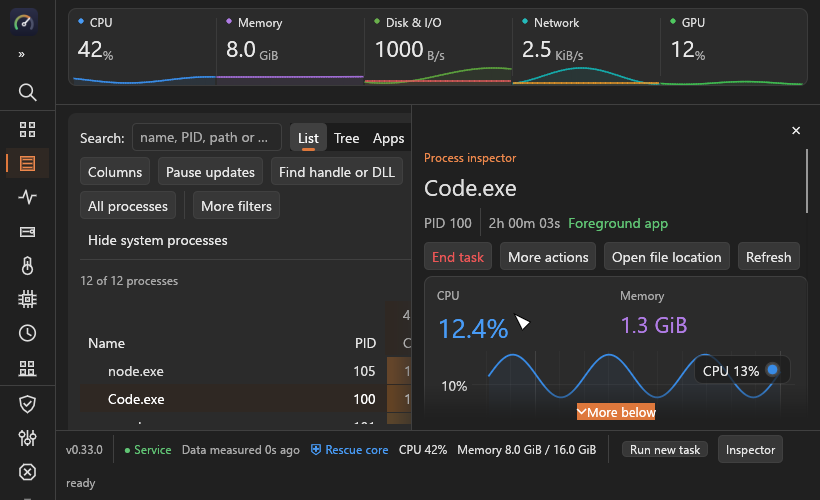 CPU
42%
Memory
8.0 GiB
Disk & I/O
1000 B/s
Network
2.5 KiB/s
GPU
12%
»
Search: name, PID, path or ... List Tree Apps
Columns Pause updates Find handle or DLL
All processes More filters
Hide system processes
12 of 12 processes
4
Name PID C
node.exe 105 1
Code.exe 100 1
×
Process inspector
Code.exe
PID 100 2h 00m 03s Foreground app
End task More actions Open file location Refresh
CPU Memory
12.4% 1.3 GiB
CPU 13%
10%
More below
v0.33.0 Service Data measured 0s ago Rescue core CPU 42% Memory 8.0 GiB / 16.0 GiB Run new task Inspector
ready